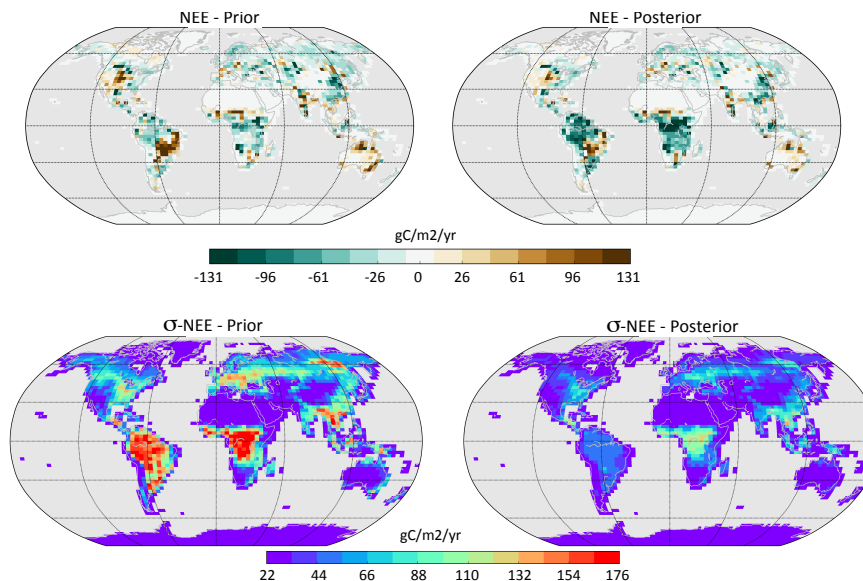 NEE - Prior
NEE - Posterior
gC/m2/yr
-131 -96 -61 -26 0 26 61 96 131
σ-NEE - Prior
σ-NEE - Posterior
gC/m2/yr
22 44 66 88 110 132 154 176